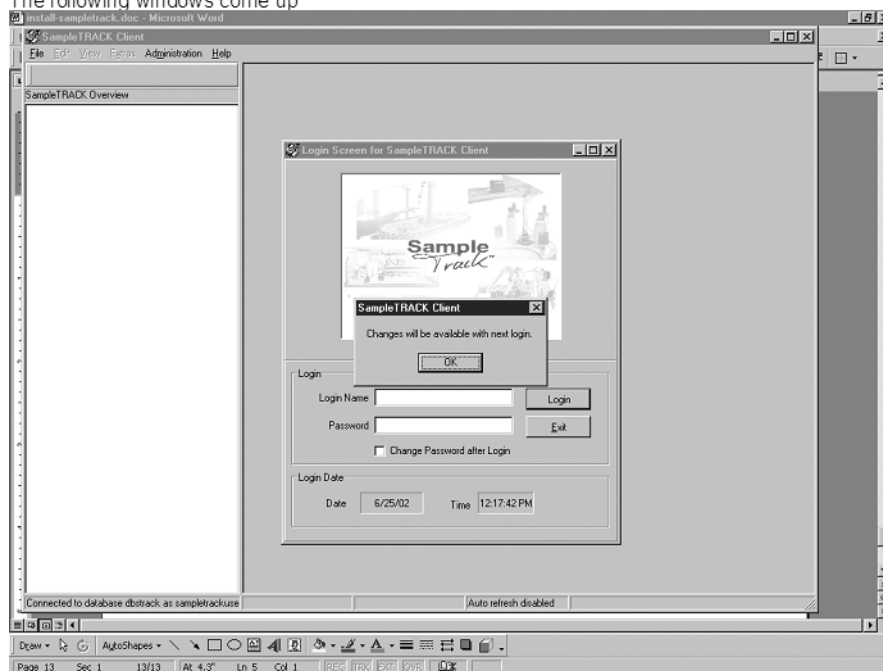 The following windows come up
install-sampletrack.doc - Microsoft Word
SampleTRACK Client
File Edit View Extras Administration Help
SampleTRACK Overview
Login Screen for SampleTRACK Client
Sample
Track™
SampleTRACK Client
Changes will be available with next login.
OK
Login
Login Name
Login
Password
Exit
Change Password after Login
Login Date
Date 6/25/02 Time 12:17:42 PM
Connected to database dbstrack as sampletrackuse Auto refresh disabled
Draw AutoShapes
Page 13 Sec 1 13/13 At 4.3" Ln 5 Col 1 REC TRK EXT OVR